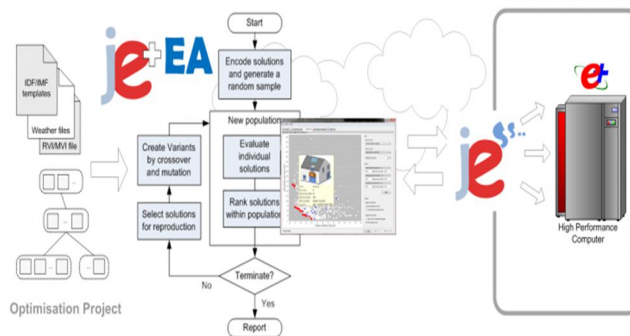 IDF/IMF
templates
Weather files
RVI/MVI file
...
...
...
Optimisation Project
je+EA
Start
Encode solutions
and generate a
random sample
New population
Evaluate
individual
solutions
Rank solutions
within population
Create Variants
by crossover
and mutation
Select solutions
for reproduction
Terminate?
No
Yes
Report
jess..
e+
High Performance
Computer